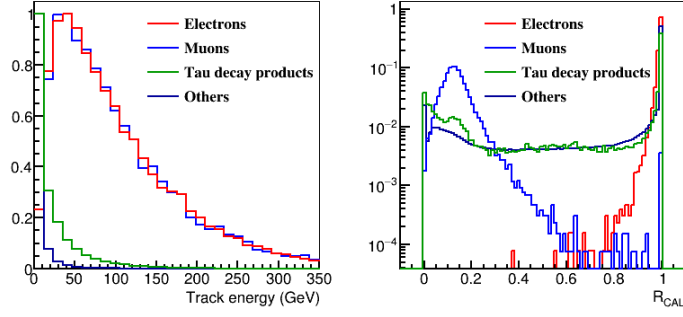 1
0.8
0.6
0.4
0.2
0
0 50 100 150 200 250 300 350
Track energy (GeV)
Electrons
Muons
Tau decay products
Others
10−1
10−2
10−3
10−4
0 0.2 0.4 0.6 0.8 1
RCAL
Electrons
Muons
Tau decay products
Others